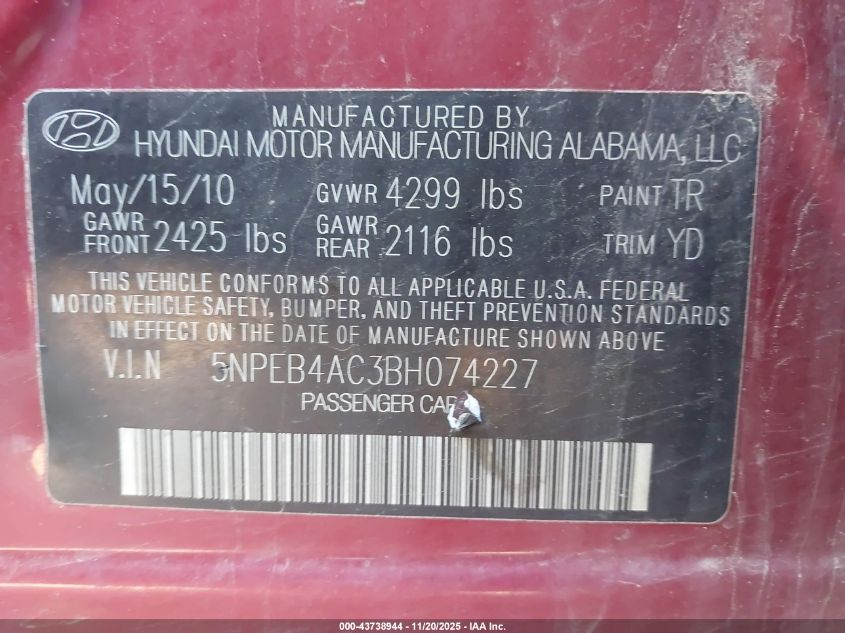 MANUFACTURED BY
HYUNDAI MOTOR MANUFACTURING ALABAMA, LLC
May/15/10 GVWR 4299 lbs PAINT TR
GAWR FRONT 2425 lbs GAWR REAR 2116 lbs TRIM YD
THIS VEHICLE CONFORMS TO ALL APPLICABLE U.S.A. FEDERAL
MOTOR VEHICLE SAFETY, BUMPER, AND THEFT PREVENTION STANDARDS
IN EFFECT ON THE DATE OF MANUFACTURE SHOWN ABOVE
V.I.N 5NPEB4AC3BH074227
PASSENGER CAR
000-43738944 - 11/20/2025 - IAA Inc.